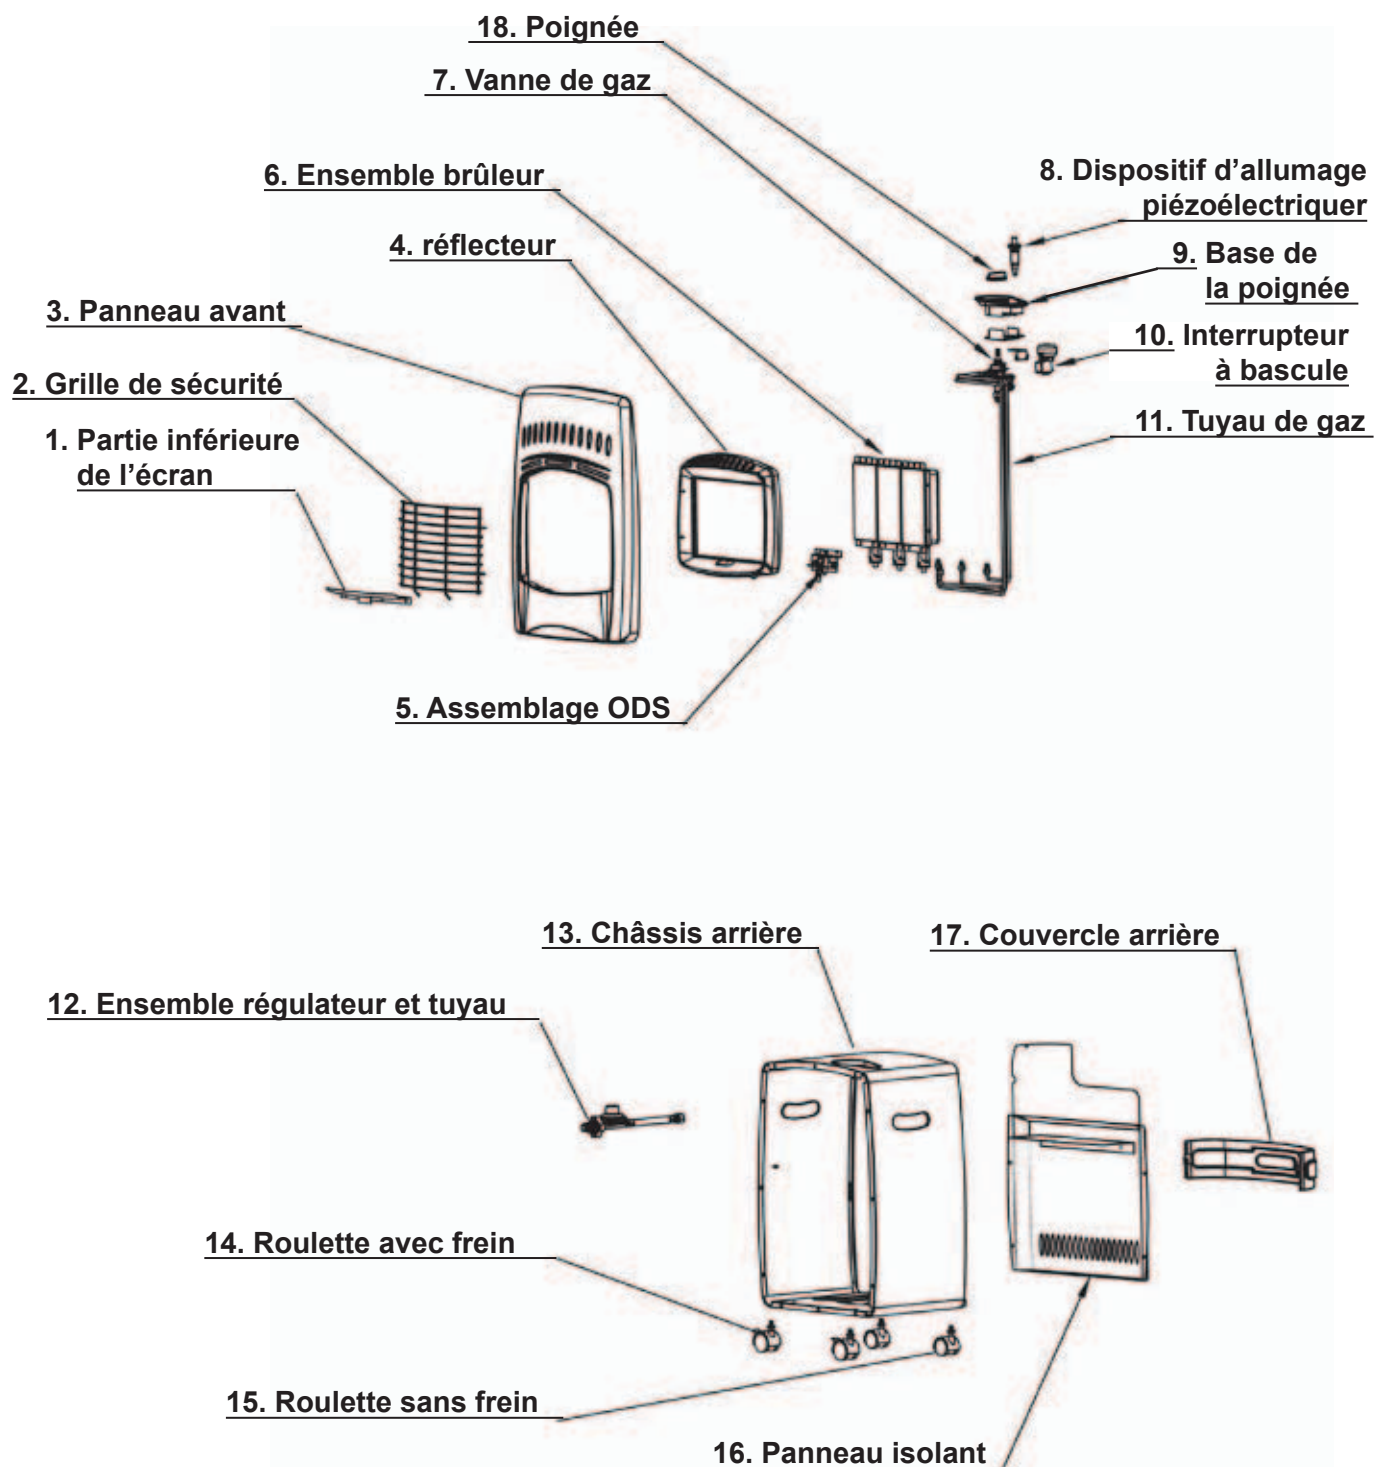 18. Poignée
7. Vanne de gaz
6. Ensemble brûleur
8. Dispositif d’allumage
piézoélectriquer
4. réflecteur
9. Base de
la poignée
3. Panneau avant
10. Interrupteur
à bascule
2. Grille de sécurité
11. Tuyau de gaz
1. Partie inférieure
de l’écran
5. Assemblage ODS
13. Châssis arrière
17. Couvercle arrière
12. Ensemble régulateur et tuyau
14. Roulette avec frein
15. Roulette sans frein
16. Panneau isolant